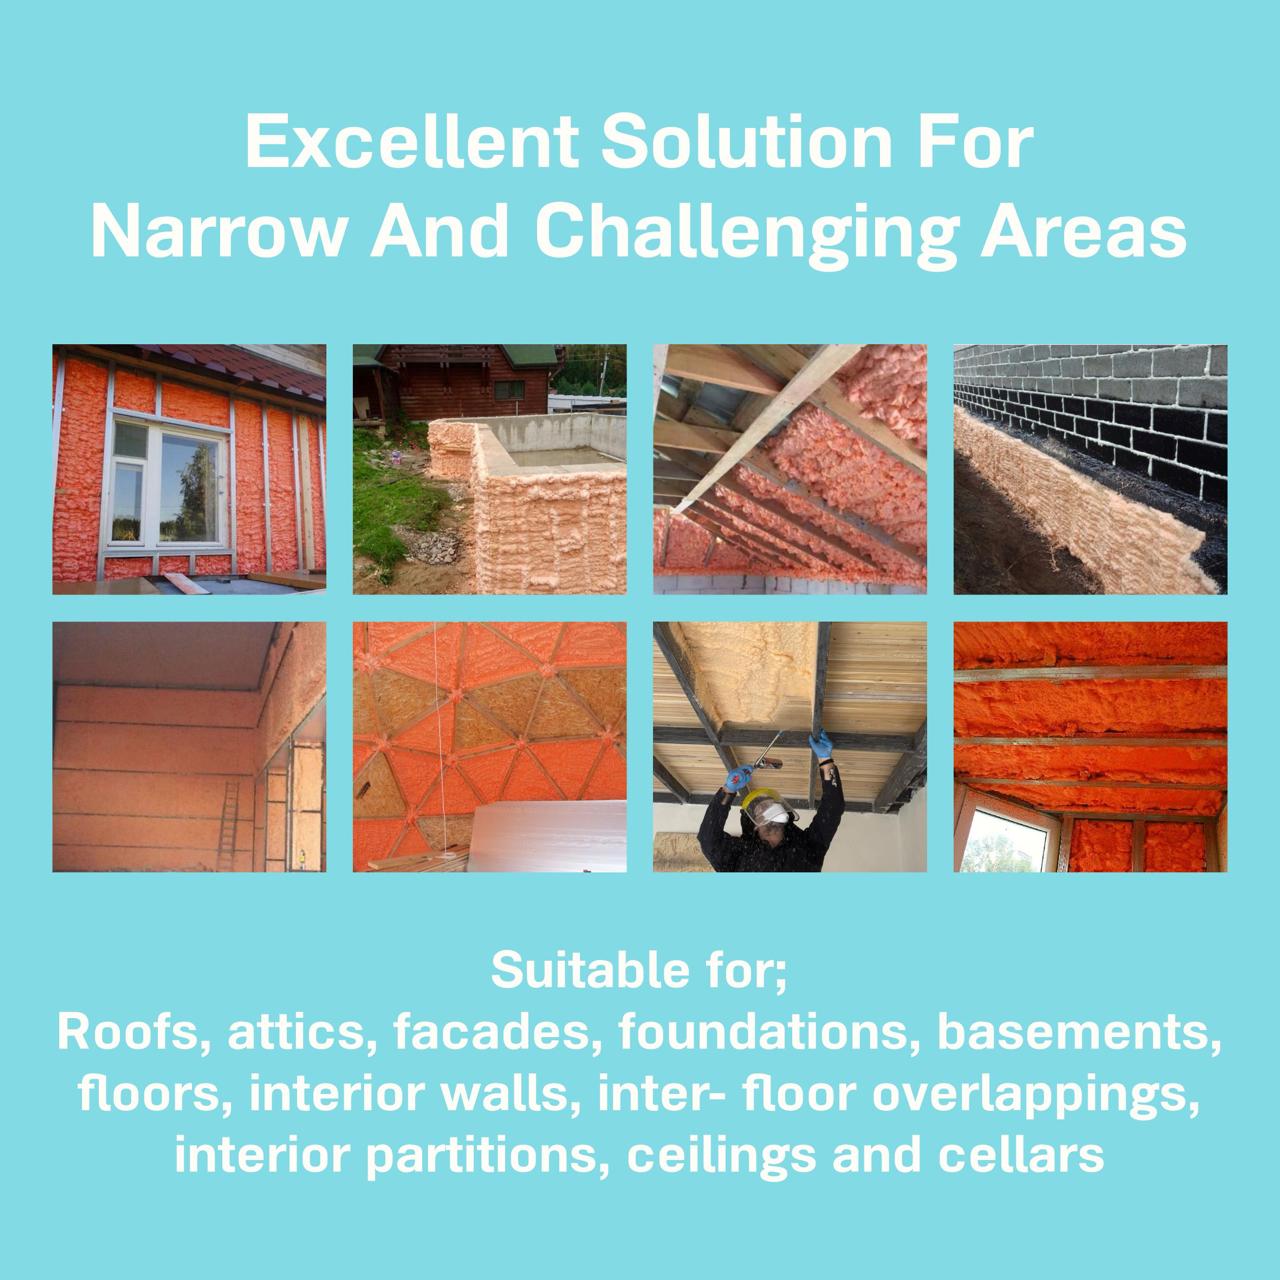 Excellent Solution For
Narrow And Challenging Areas
Suitable for;
Roofs, attics, facades, foundations, basements,
floors, interior walls, inter- floor overlappings,
interior partitions, ceilings and cellars